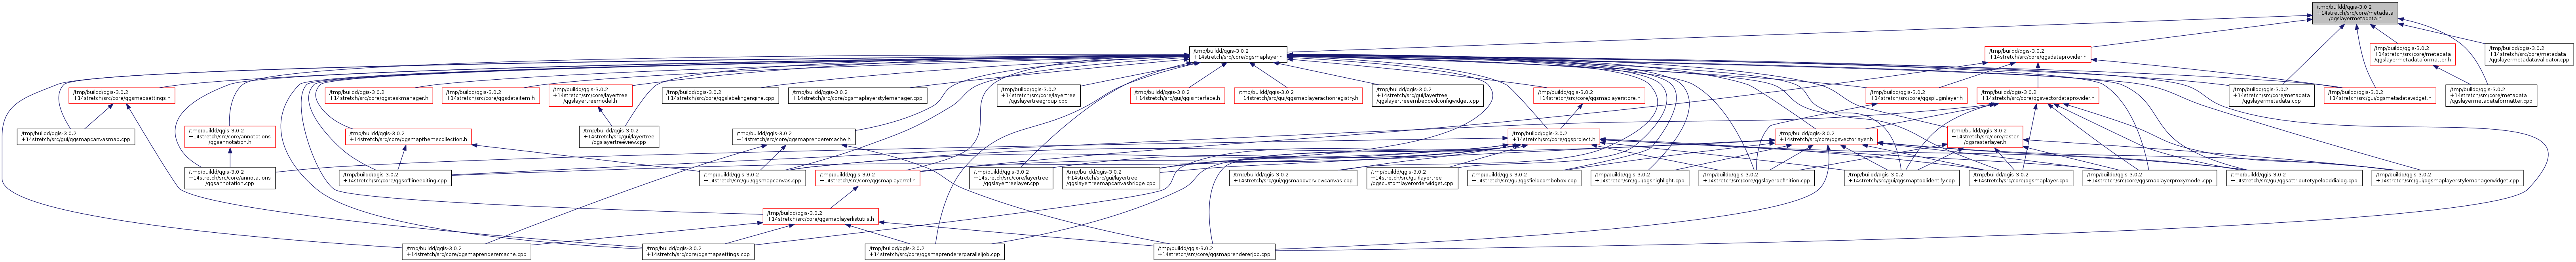 /tmp/buildd/qgis-3.0.2
+14stretch/src/core/metadata
/qgslayermetadata.h
/tmp/buildd/qgis-3.0.2
+14stretch/src/core/qgsmaplayer.h
/tmp/buildd/qgis-3.0.2
+14stretch/src/core/qgsdataprovider.h
/tmp/buildd/qgis-3.0.2
+14stretch/src/core/metadata
/qgslayermetadataformatter.h
/tmp/buildd/qgis-3.0.2
+14stretch/src/core/metadata
/qgslayermetadatavalidator.cpp
/tmp/buildd/qgis-3.0.2
+14stretch/src/core/qgsmapsettings.h
/tmp/buildd/qgis-3.0.2
+14stretch/src/core/qgstaskmanager.h
/tmp/buildd/qgis-3.0.2
+14stretch/src/core/qgsdataitem.h
/tmp/buildd/qgis-3.0.2
+14stretch/src/core/layertree
/qgslayertreemodel.h
/tmp/buildd/qgis-3.0.2
+14stretch/src/core/qgslabelingengine.cpp
/tmp/buildd/qgis-3.0.2
+14stretch/src/core/qgsmaplayerstylemanager.cpp
/tmp/buildd/qgis-3.0.2
+14stretch/src/core/layertree
/qgslayertreegroup.cpp
/tmp/buildd/qgis-3.0.2
+14stretch/src/gui/qgisinterface.h
/tmp/buildd/qgis-3.0.2
+14stretch/src/gui/qgsmaplayeractionregistry.h
/tmp/buildd/qgis-3.0.2
+14stretch/src/gui/layertree
/qgslayertreeembeddedconfigwidget.cpp
/tmp/buildd/qgis-3.0.2
+14stretch/src/core/qgsmaplayerstore.h
/tmp/buildd/qgis-3.0.2
+14stretch/src/core/qgspluginlayer.h
/tmp/buildd/qgis-3.0.2
+14stretch/src/core/qgsvectordataprovider.h
/tmp/buildd/qgis-3.0.2
+14stretch/src/core/metadata
/qgslayermetadata.cpp
/tmp/buildd/qgis-3.0.2
+14stretch/src/gui/qgsmetadatawidget.h
/tmp/buildd/qgis-3.0.2
+14stretch/src/core/metadata
/qgslayermetadataformatter.cpp
/tmp/buildd/qgis-3.0.2
+14stretch/src/gui/qgsmapcanvasmap.cpp
/tmp/buildd/qgis-3.0.2
+14stretch/src/core/annotations
/qgsannotation.h
/tmp/buildd/qgis-3.0.2
+14stretch/src/core/qgsmapthemecollection.h
/tmp/buildd/qgis-3.0.2
+14stretch/src/gui/layertree
/qgslayertreeview.cpp
/tmp/buildd/qgis-3.0.2
+14stretch/src/core/qgsmaprenderercache.h
/tmp/buildd/qgis-3.0.2
+14stretch/src/core/qgsproject.h
/tmp/buildd/qgis-3.0.2
+14stretch/src/core/qgsvectorlayer.h
/tmp/buildd/qgis-3.0.2
+14stretch/src/core/raster
/qgsrasterlayer.h
/tmp/buildd/qgis-3.0.2
+14stretch/src/core/annotations
/qgsannotation.cpp
/tmp/buildd/qgis-3.0.2
+14stretch/src/core/qgsofflineediting.cpp
/tmp/buildd/qgis-3.0.2
+14stretch/src/gui/qgsmapcanvas.cpp
/tmp/buildd/qgis-3.0.2
+14stretch/src/core/qgsmaplayerref.h
/tmp/buildd/qgis-3.0.2
+14stretch/src/core/layertree
/qgslayertreelayer.cpp
/tmp/buildd/qgis-3.0.2
+14stretch/src/gui/layertree
/qgslayertreemapcanvasbridge.cpp
/tmp/buildd/qgis-3.0.2
+14stretch/src/gui/qgsmapoverviewcanvas.cpp
/tmp/buildd/qgis-3.0.2
+14stretch/src/gui/layertree
/qgscustomlayerorderwidget.cpp
/tmp/buildd/qgis-3.0.2
+14stretch/src/gui/qgsfieldcombobox.cpp
/tmp/buildd/qgis-3.0.2
+14stretch/src/gui/qgshighlight.cpp
/tmp/buildd/qgis-3.0.2
+14stretch/src/core/qgslayerdefinition.cpp
/tmp/buildd/qgis-3.0.2
+14stretch/src/gui/qgsmaptoolidentify.cpp
/tmp/buildd/qgis-3.0.2
+14stretch/src/core/qgsmaplayer.cpp
/tmp/buildd/qgis-3.0.2
+14stretch/src/core/qgsmaplayerproxymodel.cpp
/tmp/buildd/qgis-3.0.2
+14stretch/src/gui/qgsattributetypeloaddialog.cpp
/tmp/buildd/qgis-3.0.2
+14stretch/src/gui/qgsmaplayerstylemanagerwidget.cpp
/tmp/buildd/qgis-3.0.2
+14stretch/src/core/qgsmaplayerlistutils.h
/tmp/buildd/qgis-3.0.2
+14stretch/src/core/qgsmaprenderercache.cpp
/tmp/buildd/qgis-3.0.2
+14stretch/src/core/qgsmapsettings.cpp
/tmp/buildd/qgis-3.0.2
+14stretch/src/core/qgsmaprendererparalleljob.cpp
/tmp/buildd/qgis-3.0.2
+14stretch/src/core/qgsmaprendererjob.cpp